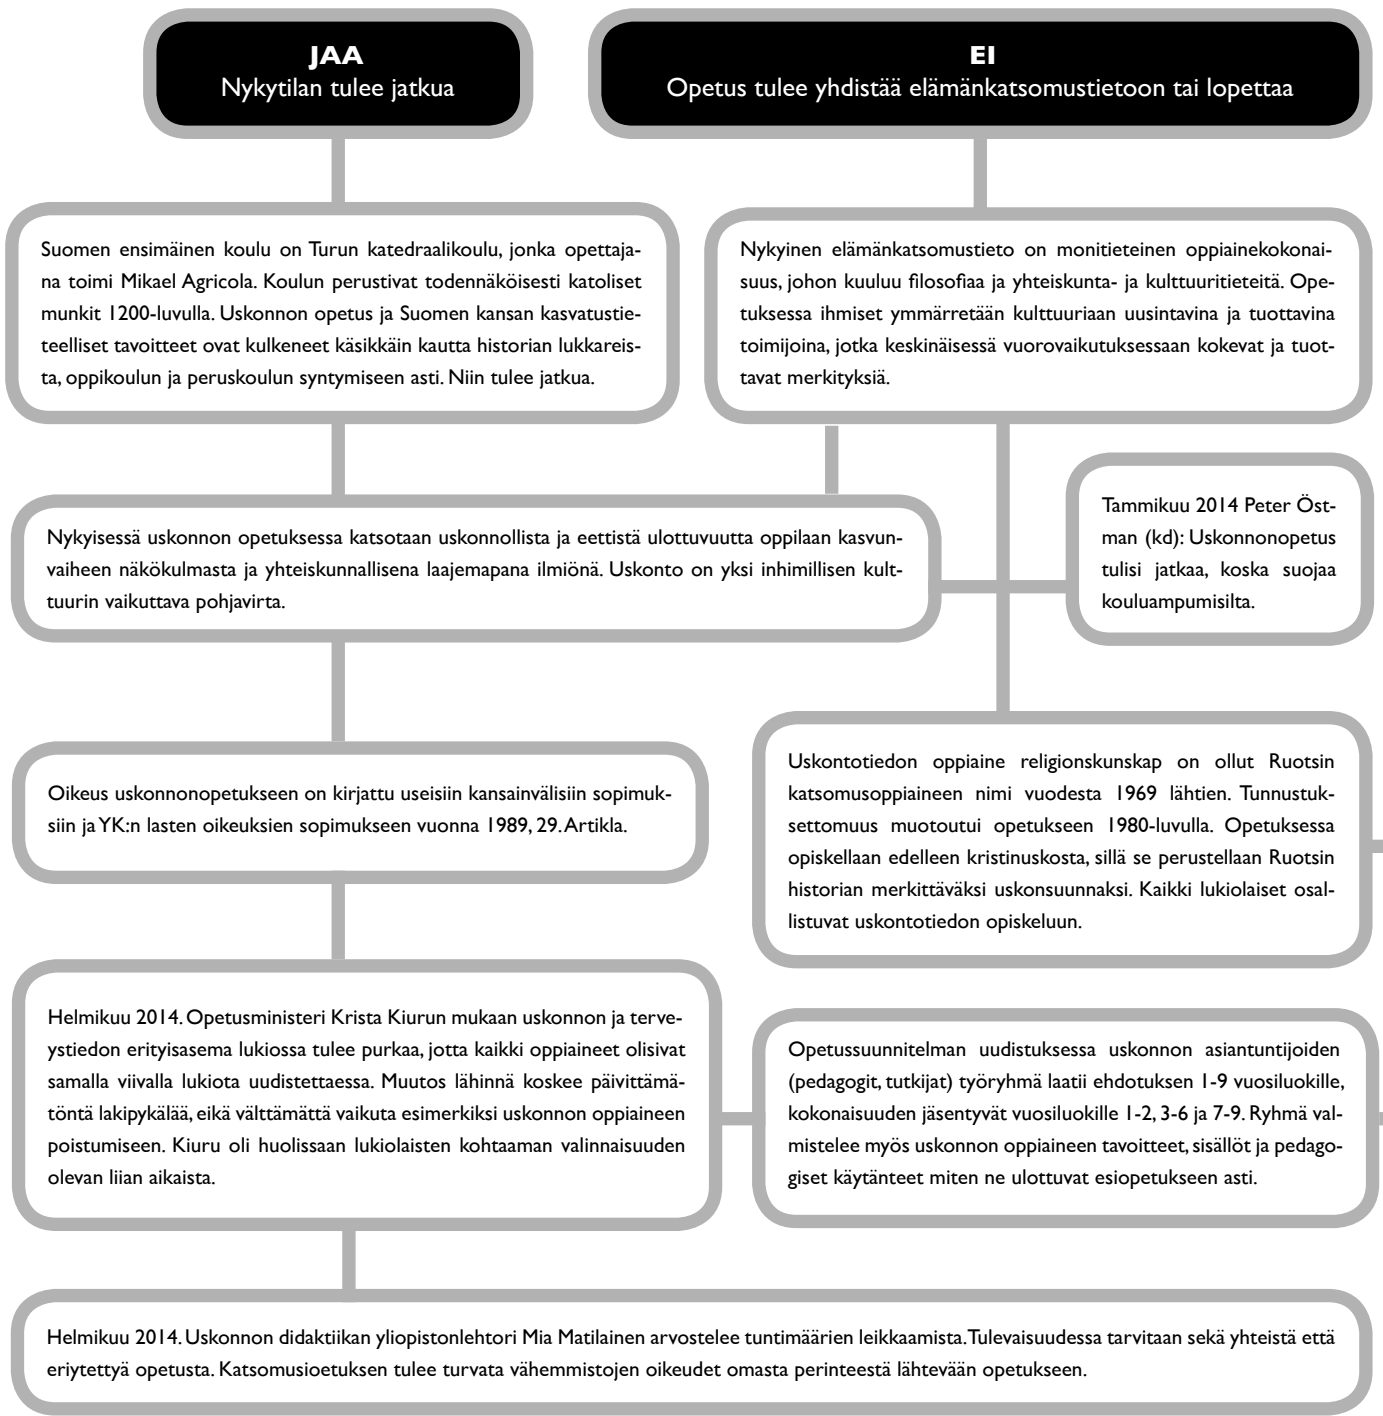 JAA
Nykytilan tulee jatkua
EI
Opetus tulee yhdistää elämänkatsomustietoon tai lopettaa
Suomen ensimäinen koulu on Turun katedraalikoulu, jonka opettaja-
na toimi Mikael Agricola. Koulun perustivat todennäköisesti katoliset
munkit 1200-luvulla. Uskonnon opetus ja Suomen kansan kasvatustie-
teelliset tavoitteet ovat kulkeneet käsikkäin kautta historian lukkareis-
ta, oppikoulun ja peruskoulun syntymiseen asti. Niin tulee jatkua.
Nykyinen elämänkatsomustieto on monitieteinen oppiainekokonai-
suus, johon kuuluu filosofiaa ja yhteiskunta- ja kulttuuritieteitä. Ope-
tuksessa ihmiset ymmärretään kulttuuriaan uusintavina ja tuottavina
toimijoina, jotka keskinäisessä vuorovaikutuksessaan kokevat ja tuot-
tavat merkityksiä.
Nykyisessä uskonnon opetuksessa katsotaan uskonnollista ja eettistä ulottuvuutta oppilaan kasvun-
vaiheen näkökulmasta ja yhteiskunnallisena laajemapana ilmiönä. Uskonto on yksi inhimillisen kult-
tuurin vaikuttava pohjavirta.
Tammikuu 2014 Peter Öst-
man (kd): Uskonnonopetus
tulisi jatkaa, koska suojaa
kouluampumisilta.
Oikeus uskonnonopetukseen on kirjattu useisiin kansainvälisiin sopimuk-
siin ja YK:n lasten oikeuksien sopimukseen vuonna 1989, 29. Artikla.
Uskontotiedon oppiaine religionskunskap on ollut Ruotsin
katsomusoppiaineen nimi vuodesta 1969 lähtien. Tunnustuk-
settomuus muotoutui opetukseen 1980-luvulla. Opetuksessa
opiskellaan edelleen kristinuskosta, sillä se perustellaan Ruotsin
historian merkittäväksi uskonsuunnaksi. Kaikki lukiolaiset osal-
listuvat uskontotiedon opiskeluun.
Helmikuu 2014. Opetusministeri Krista Kiurun mukaan uskonnon ja terve-
ystiedon erityisasema lukiossa tulee purkaa, jotta kaikki oppiaineet olisivat
samalla viivalla lukiota uudistettaessa. Muutos lähinnä koskee päivittämä-
töntä lakipykälää, eikä välttämättä vaikuta esimerkiksi uskonnon oppiaineen
poistumiseen. Kiuru oli huolissaan lukiolaisten kohtaaman valinnaisuuden
olevan liian aikaista.
Opetussuunnitelman uudistuksessa uskonnon asiantuntijoiden
(pedagogit, tutkijat) työryhmä laatii ehdotuksen 1-9 vuosiluokille,
kokonaisuuden jäsentyvät vuosiluokille 1-2, 3-6 ja 7-9. Ryhmä val-
mistelee myös uskonnon oppiaineen tavoitteet, sisällöt ja pedago-
giset käytänteet miten ne ulottuvat esiopetukseen asti.
Helmikuu 2014. Uskonnon didaktiikan yliopistonlehtori Mia Matilainen arvostelee tuntimäärien leikkaamista. Tulevaisuudessa tarvitaan sekä yhteistä että
eriytettyä opetusta. Katsomusioetuksen tulee turvata vähemmistojen oikeudet omasta perinteestä lähtevään opetukseen.